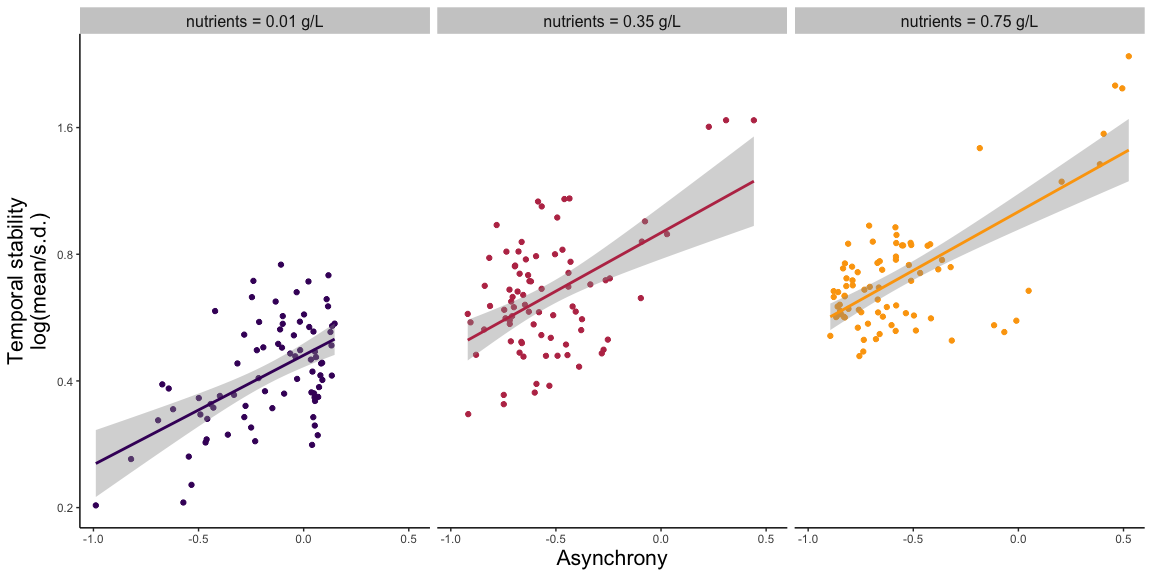 nutrients = 0.01 g/L
nutrients = 0.35 g/L
nutrients = 0.75 g/L
Temporal stability
log(mean/s.d.)
1.6
0.8
0.4
0.2
-1.0 -0.5 0.0 0.5
-1.0 -0.5 0.0 0.5
-1.0 -0.5 0.0 0.5
Asynchrony